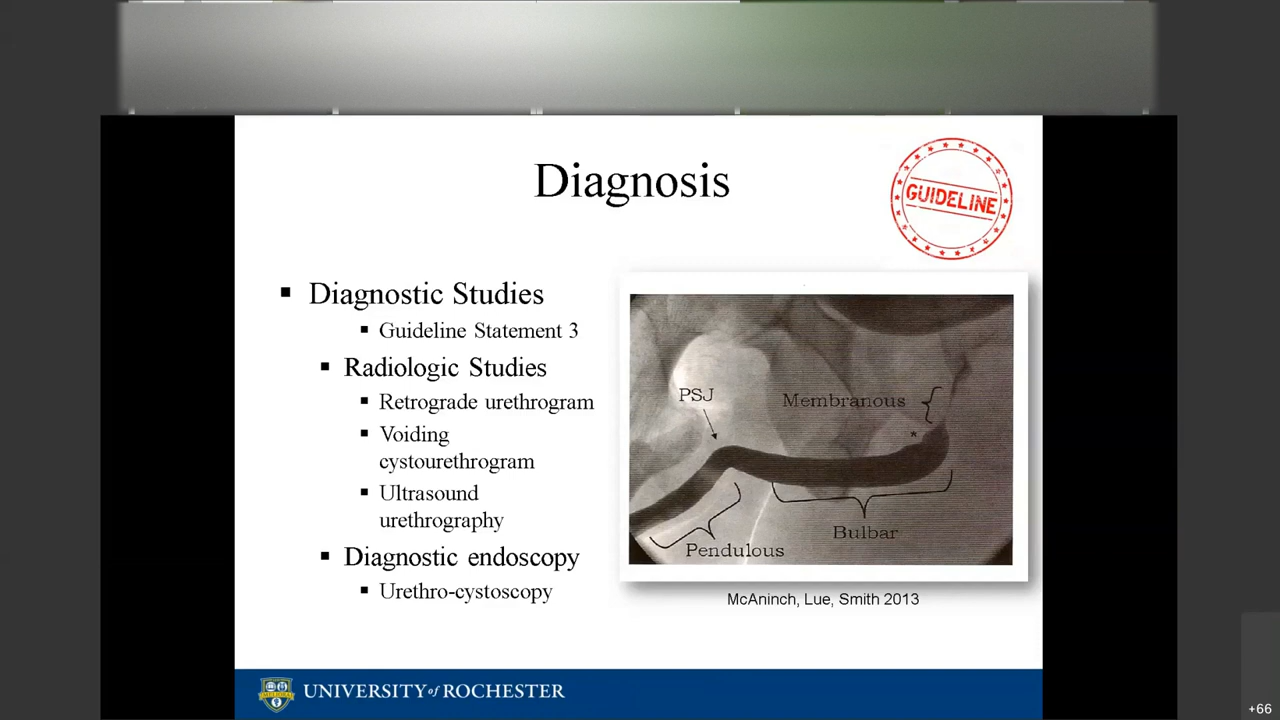 Diagnosis
GUIDELINE
Diagnostic Studies
Guideline Statement 3
Radiologic Studies
Retrograde urethrogram
Voiding
cystourethrogram
Ultrasound
urethrography
Diagnostic endoscopy
Urethro-cystoscopy
PSJ
Membranous
*
Bulbar
Pendulous
McAninch, Lue, Smith 2013
MELIORA
UNIVERSITY of ROCHESTER
+66